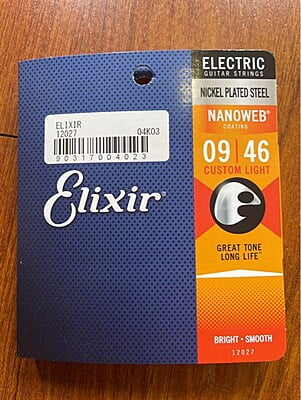 ELECTRIC
GUITAR STRINGS
NICKEL PLATED STEEL
NANOWEB®
COATING
09 | 46
CUSTOM LIGHT
GREAT TONE
LONG LIFE™
BRIGHT • SMOOTH
12027
ELIXIR
12027 04K03
90317004023
Elixir®